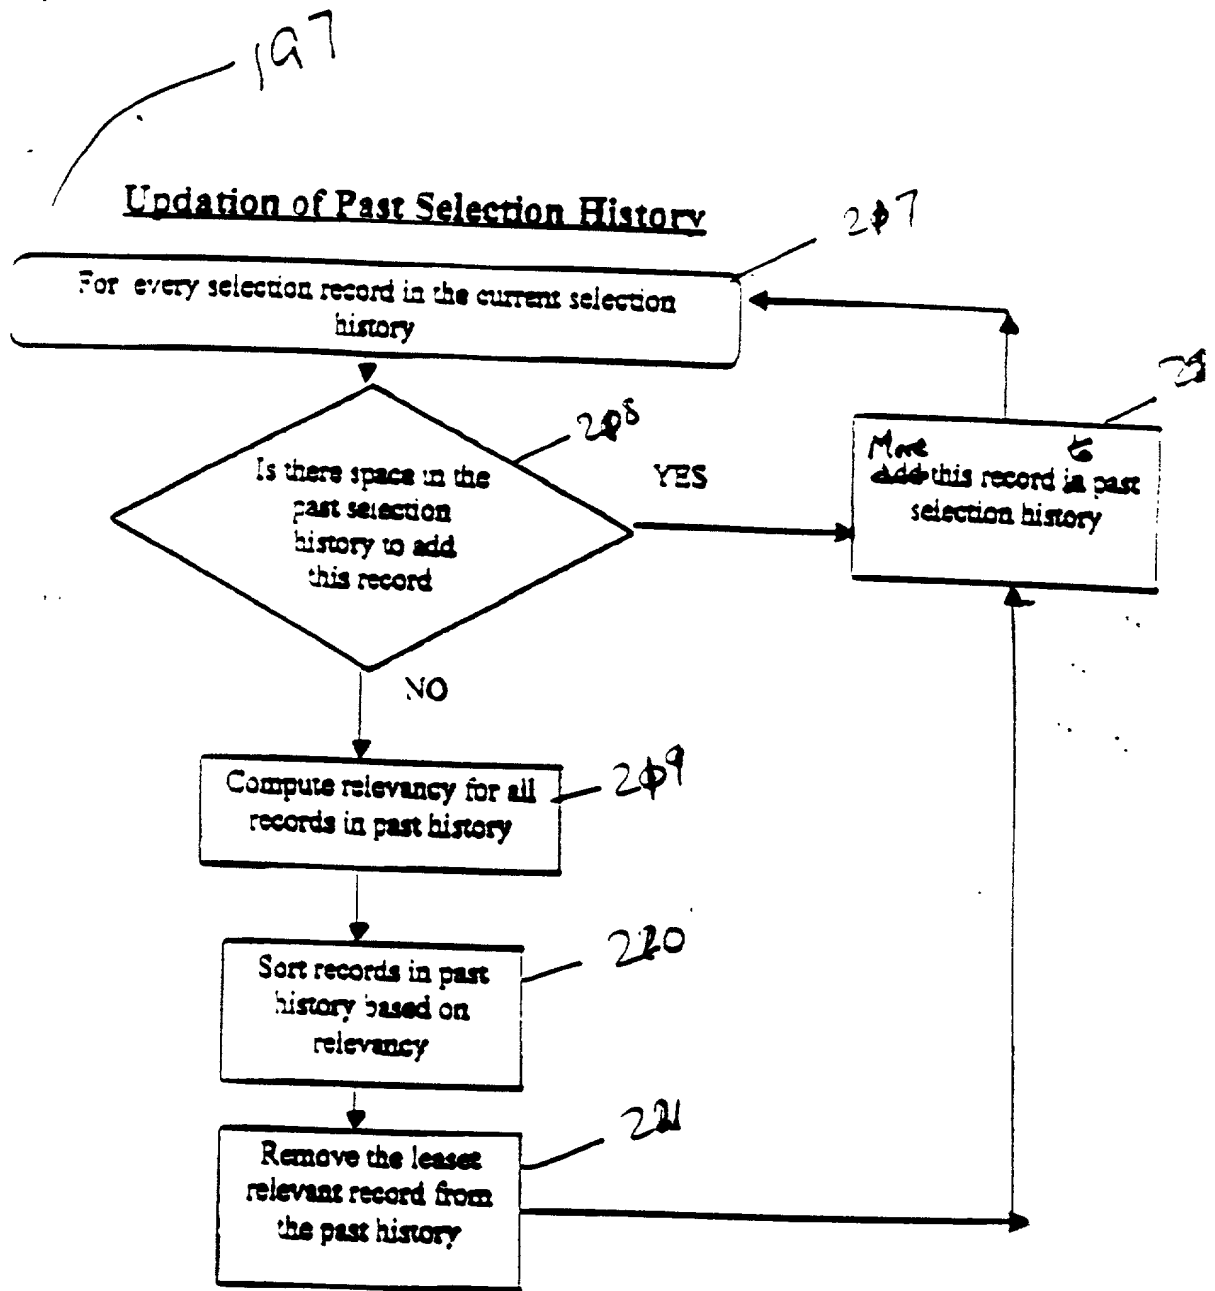 197
Updation of Past Selection History
207
For every selection record in the current selection
history
208
Is there space in the
past selection
history to add
this record
YES
Move to
Add this record in past
selection history
NO
Compute relevancy for all
records in past history
209
Sort records in past
history based on
relevancy
Remove the leaset
relevant record from
the past history